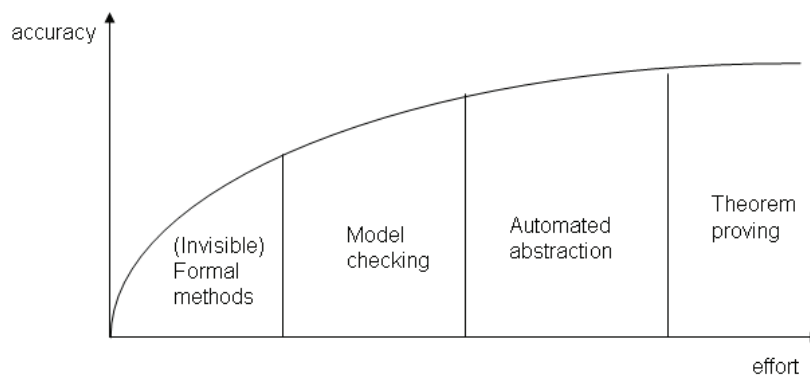 accuracy
(Invisible)
Formal
methods
Model
checking
Automated
abstraction
Theorem
proving
effort